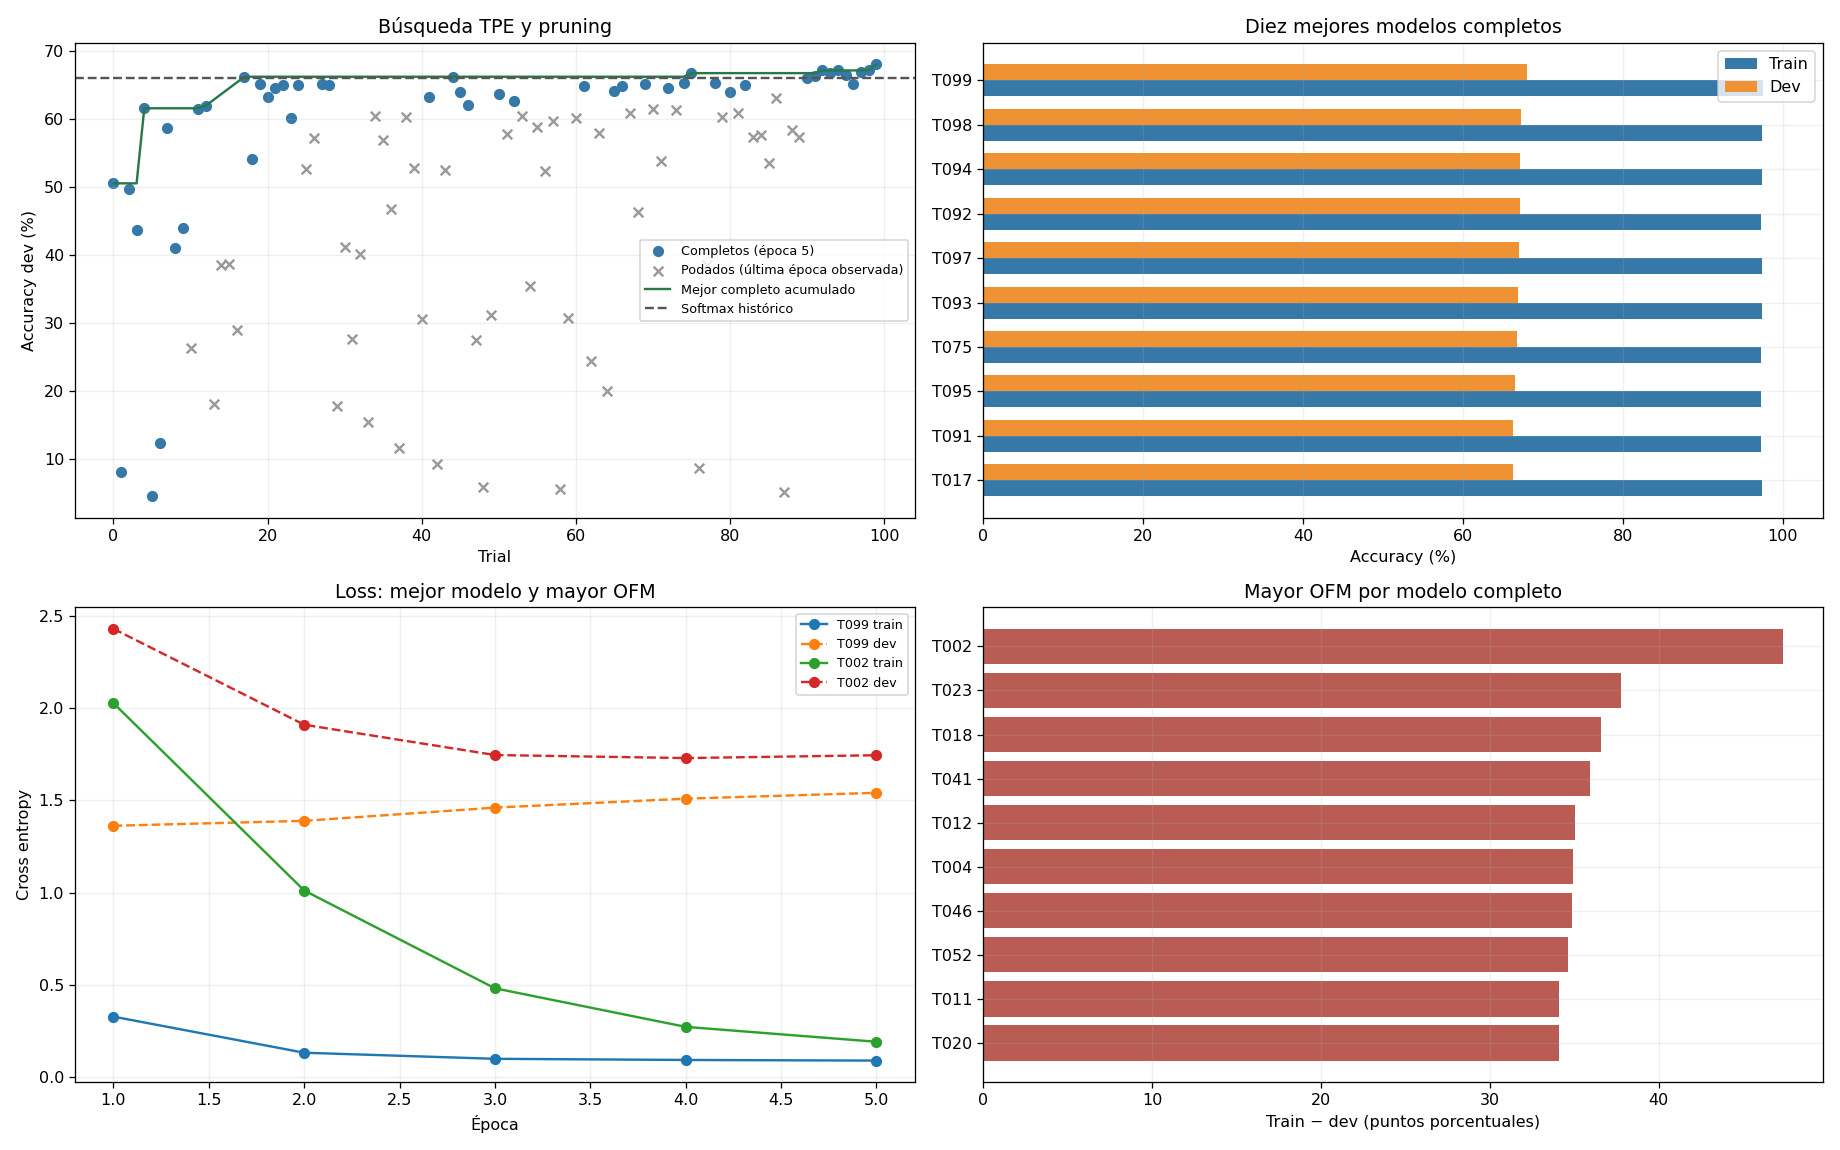 Búsqueda TPE y pruning
Accuracy dev (%)
70
60
50
40
30
20
10
Completos (época 5)
Podados (última época observada)
Mejor completo acumulado
Softmax histórico
0
20
40
60
80
100
Trial
Diez mejores modelos completos
Train
Dev
T099
T098
T094
T092
T097
T093
T075
T095
T091
T017
0
20
40
60
80
100
Accuracy (%)
Loss: mejor modelo y mayor OFM
Cross entropy
2.5
2.0
1.5
1.0
0.5
0.0
T099 train
T099 dev
T002 train
T002 dev
1.0
1.5
2.0
2.5
3.0
3.5
4.0
4.5
5.0
Época
Mayor OFM por modelo completo
T002
T023
T018
T041
T012
T004
T046
T052
T011
T020
0
10
20
30
40
Train − dev (puntos porcentuales)